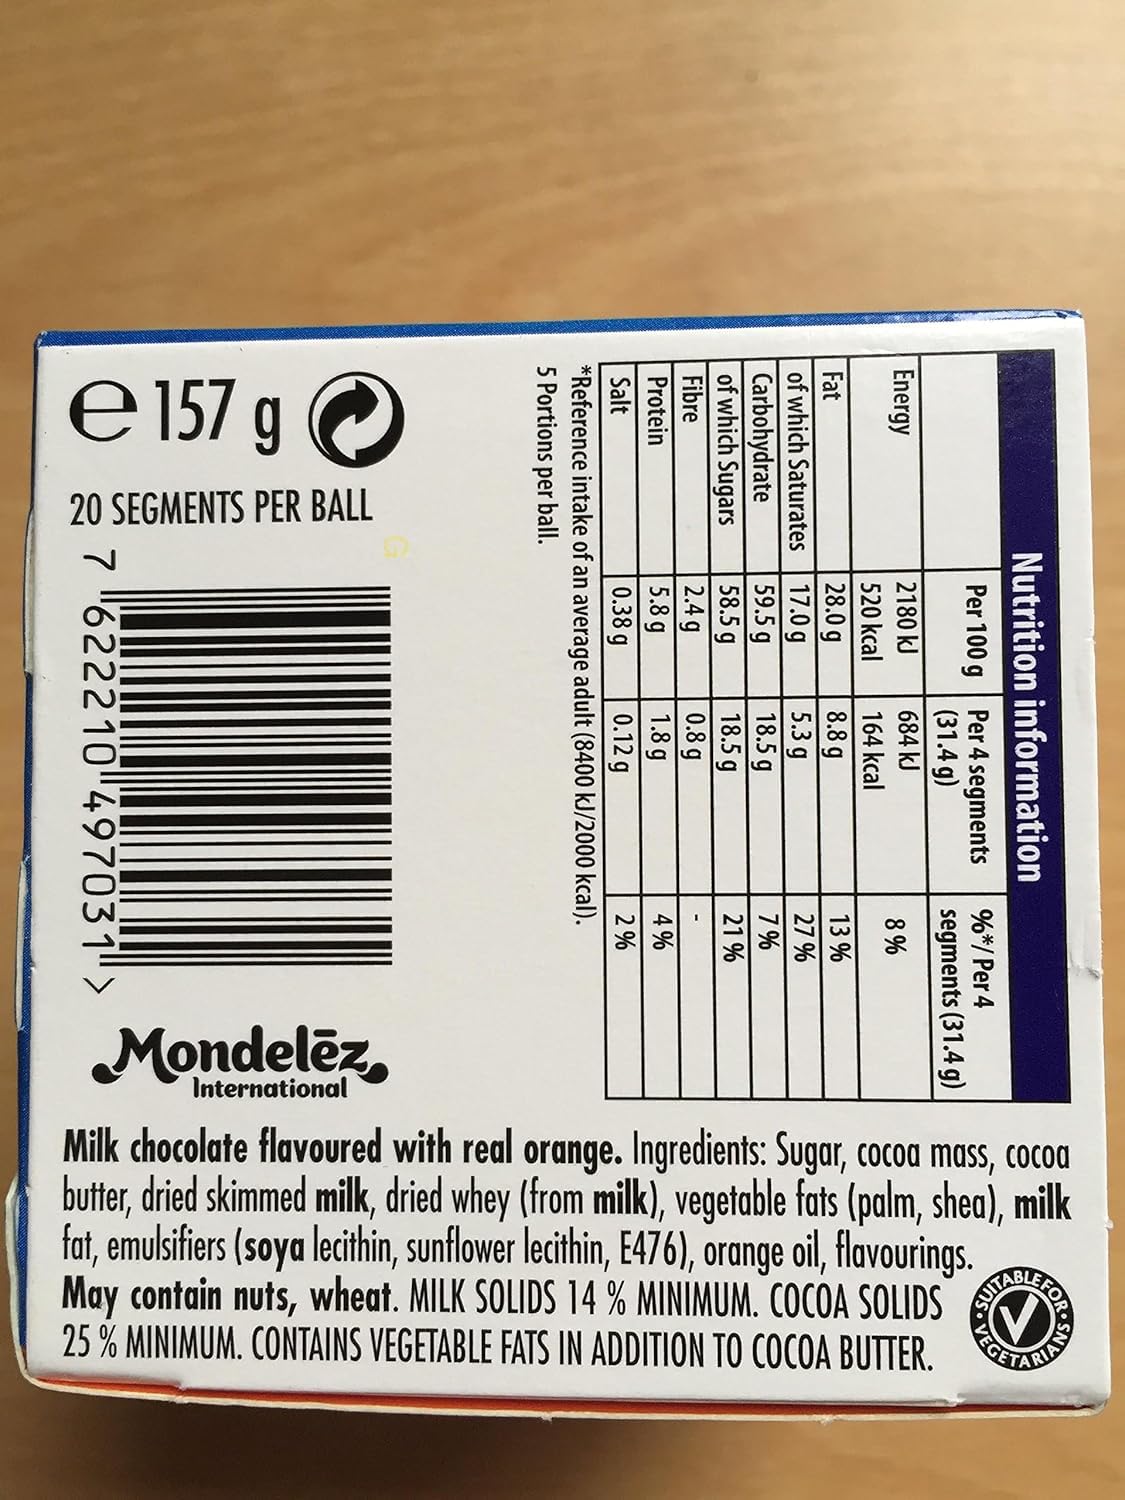 Nutrition information
Per 100 g Per 4 segments (31.4 g) %*/ Per 4 segments (31.4 g)
Energy 2180 kJ 684 kJ 8 %
520 kcal 164 kcal
Fat 28.0 g 8.8 g 13 %
of which Saturates 17.0 g 5.3 g 27 %
Carbohydrate 59.5 g 18.5 g 7 %
of which Sugars 58.5 g 18.5 g 21 %
Fibre 2.4 g 0.8 g -
Protein 5.8 g 1.8 g 4 %
Salt 0.38 g 0.12 g 2 %
*Reference intake of an average adult (8400 kJ/2000 kcal).
5 Portions per ball.
e 157 g
20 SEGMENTS PER BALL
G
7 622210 497031 >
Mondelēz
International
Milk chocolate flavoured with real orange. Ingredients: Sugar, cocoa mass, cocoa
butter, dried skimmed milk, dried whey (from milk), vegetable fats (palm, shea), milk
fat, emulsifiers (soya lecithin, sunflower lecithin, E476), orange oil, flavourings.
May contain nuts, wheat. MILK SOLIDS 14 % MINIMUM. COCOA SOLIDS
25 % MINIMUM. CONTAINS VEGETABLE FATS IN ADDITION TO COCOA BUTTER.
SUITABLE FOR VEGETARIANS